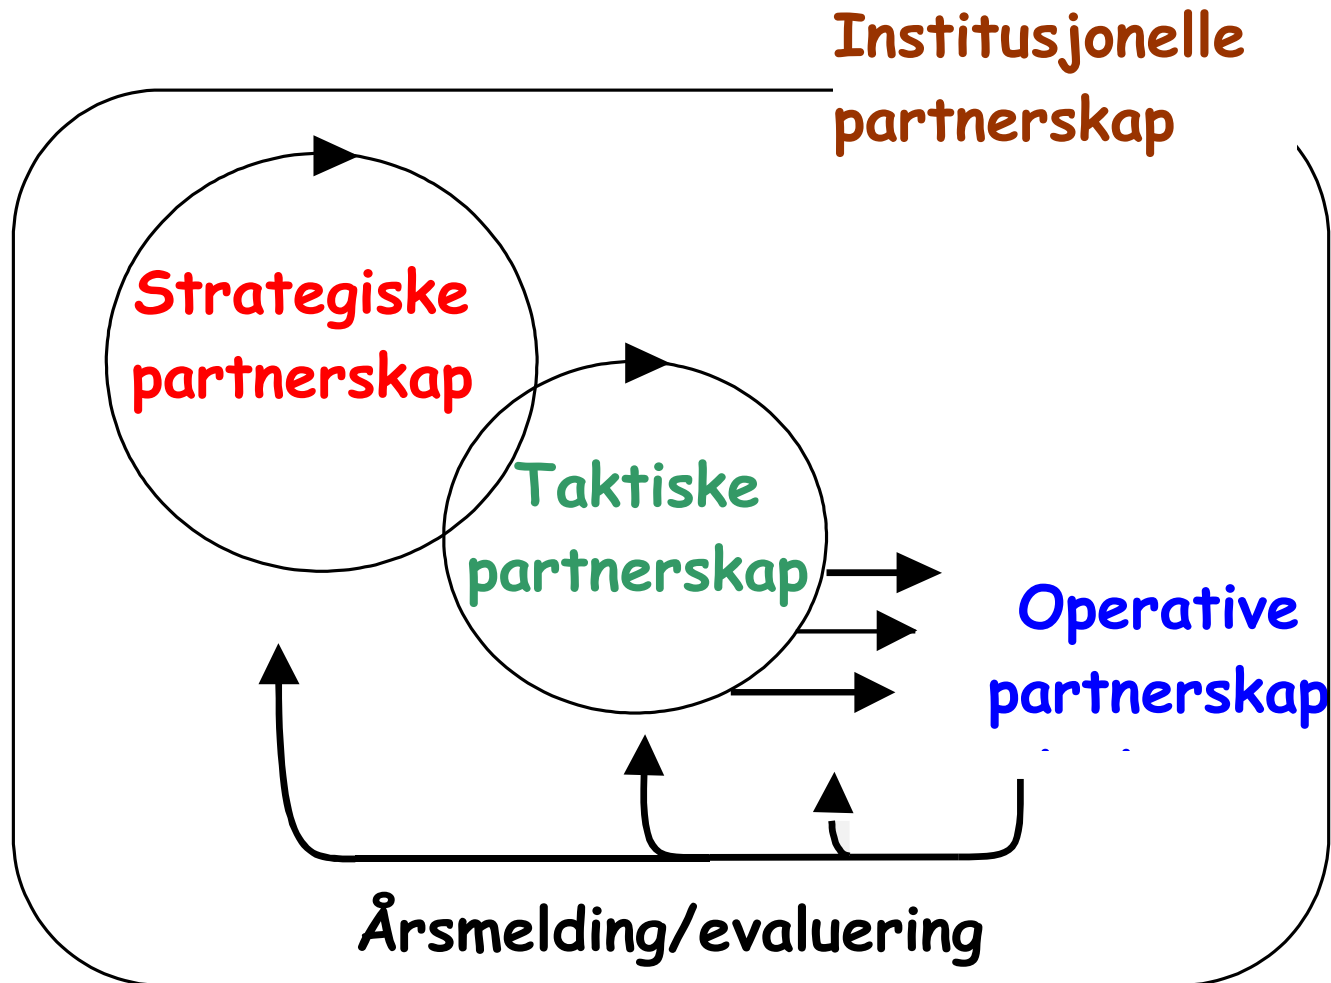 Institusjonelle
partnerskap
Strategiske
partnerskap
Taktiske
partnerskap
Operative
partnerskap
Årsmelding/evaluering